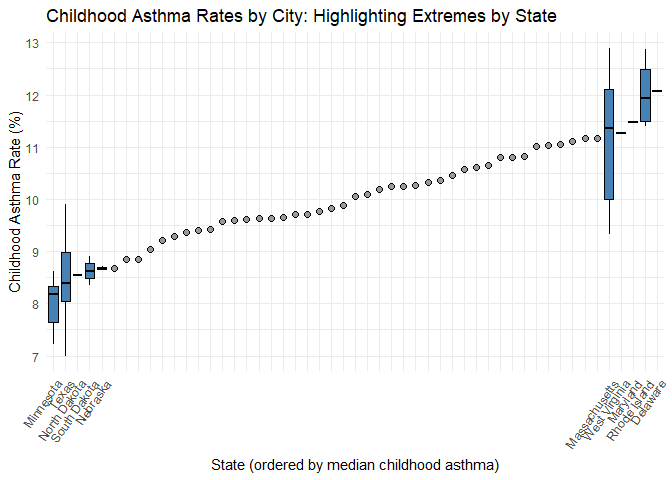 Childhood Asthma Rates by City: Highlighting Extremes by State
Childhood Asthma Rate (%)
13
12
11
10
9
8
7
Minnesota
Texas
North Dakota
South Dakota
Nebraska
Massachusetts
West Virginia
Maryland
Rhode Island
Delaware
State (ordered by median childhood asthma)